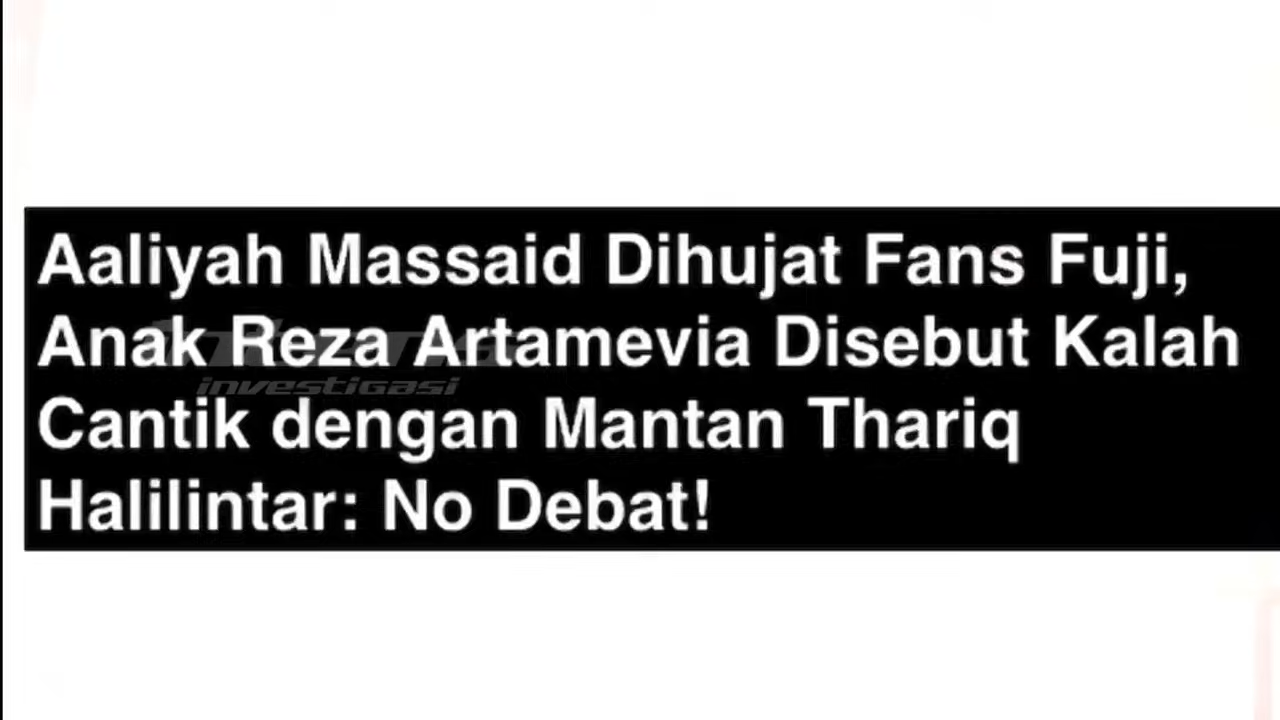 Aaliyah Massaid Dihujat Fans Fuji,
Anak Reza Artamevia Disebut Kalah
investigasi
Cantik dengan Mantan Thariq
Halilintar: No Debat!